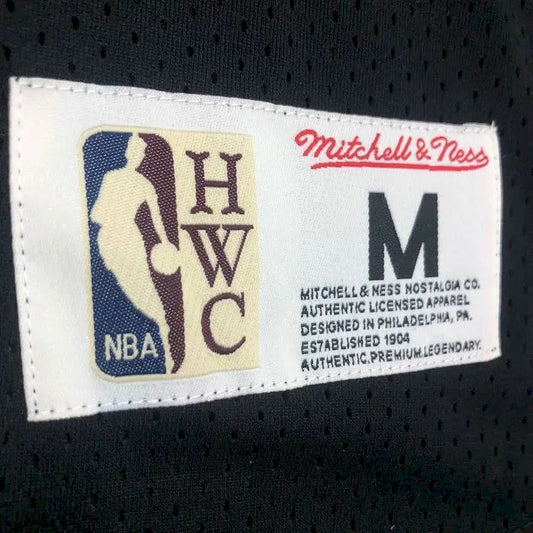 NBA
HWC
Mitchell & Ness
M
MITCHELL & NESS NOSTALGIA CO.
AUTHENTIC LICENSED APPAREL
DESIGNED IN PHILADELPHIA, PA.
ESTABLISHED 1904
AUTHENTIC.PREMIUM.LEGENDARY.